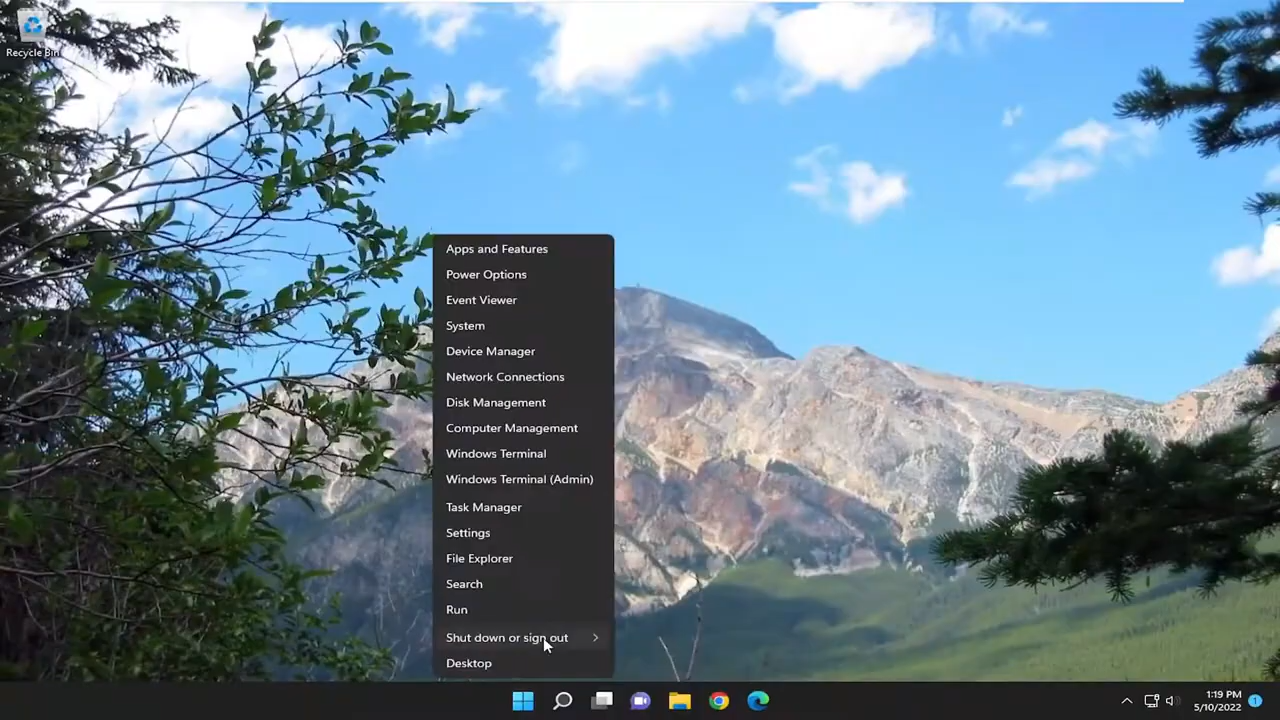 Recycle Bin
Apps and Features
Power Options
Event Viewer
System
Device Manager
Network Connections
Disk Management
Computer Management
Windows Terminal
Windows Terminal (Admin)
Task Manager
Settings
File Explorer
Search
Run
Shut down or sign out
Desktop
1:19 PM
5/10/2022
1